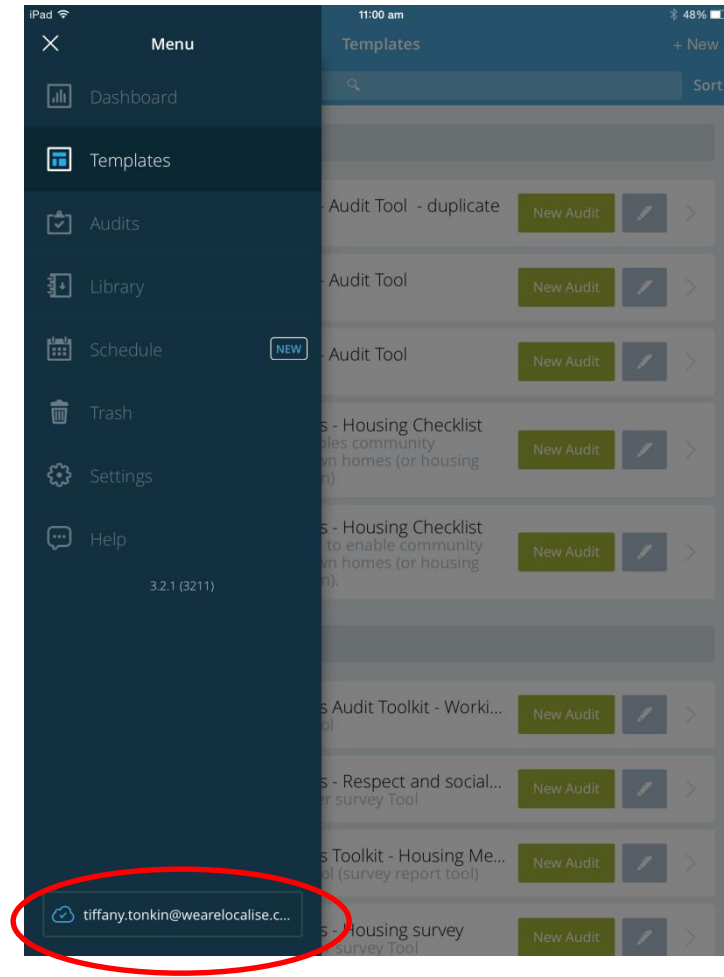 iPad 11:00 am 48%
Menu Templates + New
Dashboard Sort
Templates
Audits
Library
Schedule NEW
Trash
Settings
Help
3.2.1 (3211)
tiffany.tonkin@wearelocalise.c...
- Audit Tool - duplicate New Audit
- Audit Tool New Audit
- Audit Tool New Audit
s - Housing Checklist
bles community
wn homes (or housing
n)
New Audit
s - Housing Checklist
to enable community
wn homes (or housing
n).
New Audit
s Audit Toolkit - Worki...
ol
New Audit
s - Respect and social...
er survey Tool
New Audit
s Toolkit - Housing Me...
ol (survey report tool)
New Audit
s - Housing survey
survey Tool
New Audit